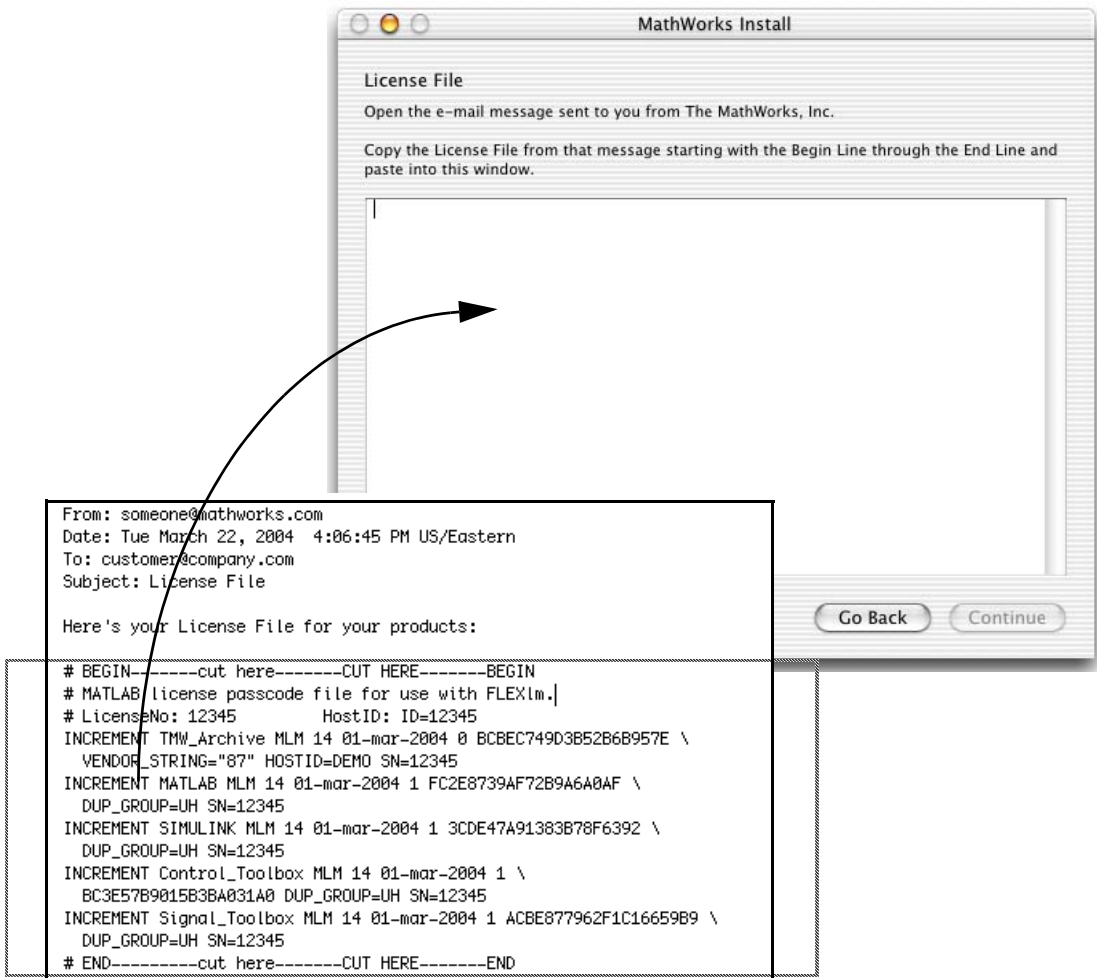 MathWorks Install
License File
Open the e-mail message sent to you from The MathWorks, Inc.
Copy the License File from that message starting with the Begin Line through the End Line and
paste into this window.
Go Back
Continue
From: someone@mathworks.com
Date: Tue March 22, 2004  4:06:45 PM US/Eastern
To: customer@company.com
Subject: License File
Here's your License File for your products:
# BEGIN-------cut here-------CUT HERE-------BEGIN
# MATLAB license passcode file for use with FLEXlm.
# LicenseNo: 12345         HostID: ID=12345
INCREMENT TMW_Archive MLM 14 01-mar-2004 0 BCBEC749D3B52B6B957E \
  VENDOR_STRING="87" HOSTID=DEMO SN=12345
INCREMENT MATLAB MLM 14 01-mar-2004 1 FC2E8739AF72B9A6A0AF \
  DUP_GROUP=UH SN=12345
INCREMENT SIMULINK MLM 14 01-mar-2004 1 3CDE47A91383B78F6392 \
  DUP_GROUP=UH SN=12345
INCREMENT Control_Toolbox MLM 14 01-mar-2004 1 \
  BC3E57B9015B3BA031A0 DUP_GROUP=UH SN=12345
INCREMENT Signal_Toolbox MLM 14 01-mar-2004 1 ACBE877962F1C16659B9 \
  DUP_GROUP=UH SN=12345
# END---------cut here-------CUT HERE-------END